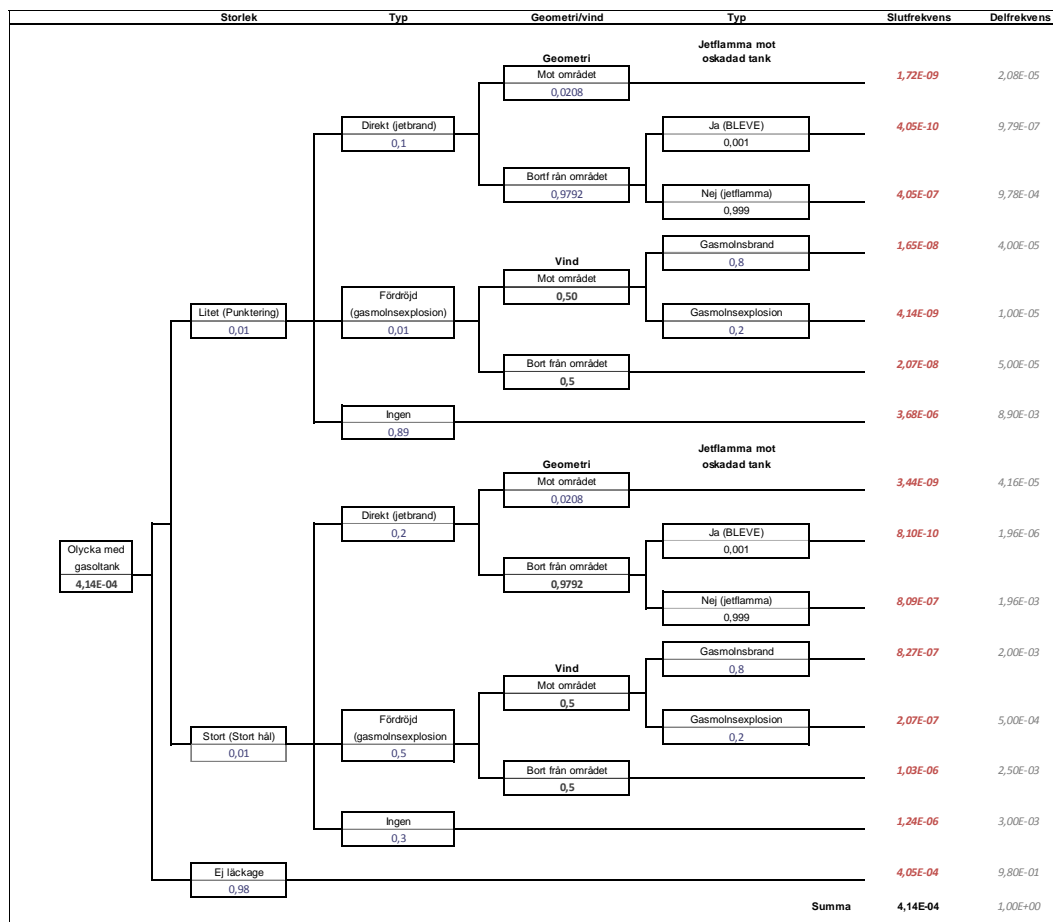 Storlek Typ Geometri/vind Typ Slutfrekvens Delfrekvens
Jetflamma mot
Geometri oskadad tank
Mot området 1,72E-09 2,08E-05
0,0208
Direkt (jetbrand) Ja (BLEVE) 4,05E-10 9,79E-07
0,1 0,001
Bortf rån området
0,9792 Nej (jetflamma) 4,05E-07 9,78E-04
0,999
Gasmolnsbrand 1,65E-08 4,00E-05
Vind 0,8
Mot området
Fördröjd 0,50
Litet (Punktering) (gasmolnsexplosion) Gasmolnsexplosion 4,14E-09 1,00E-05
0,01 0,01 0,2
Bort från området 2,07E-08 5,00E-05
0,5
Ingen 3,68E-06 8,90E-03
0,89
Jetflamma mot
Geometri oskadad tank
Mot området 3,44E-09 4,16E-05
0,0208
Direkt (jetbrand)
0,2 Ja (BLEVE) 8,10E-10 1,96E-06
Olycka med 0,001
gasoltank Bort från området
4,14E-04 0,9792
Nej (jetflamma) 8,09E-07 1,96E-03
0,999
Gasmolnsbrand 8,27E-07 2,00E-03
Vind 0,8
Mot området
0,5
Fördröjd Gasmolnsexplosion 2,07E-07 5,00E-04
Stort (Stort hål) (gasmolnsexplosion 0,2
0,01 0,5
Bort från området 1,03E-06 2,50E-03
0,5
Ingen 1,24E-06 3,00E-03
0,3
Ej läckage 4,05E-04 9,80E-01
0,98
Summa 4,14E-04 1,00E+00